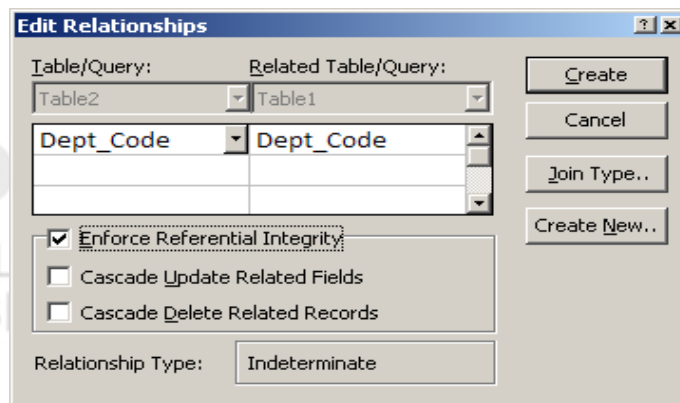 Edit Relationships
Table/Query: Related Table/Query:
Table2 Table1
Create
Dept_Code Dept_Code
Cancel
Join Type..
Create New..
Enforce Referential Integrity
Cascade Update Related Fields
Cascade Delete Related Records
Relationship Type: Indeterminate